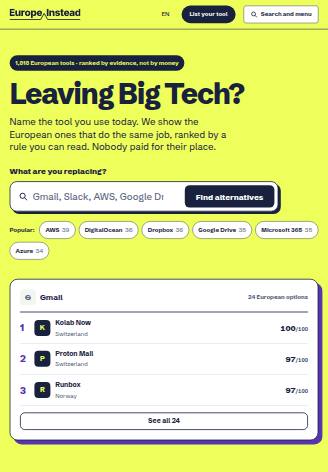 Europe Instead
EN
List your tool
Search and menu
1,818 European tools · ranked by evidence, not by money
Leaving Big Tech?
Name the tool you use today. We show the
European ones that do the same job, ranked by a
rule you can read. Nobody paid for their place.
What are you replacing?
Gmail, Slack, AWS, Google Dr
Find alternatives
Popular:
AWS 39
DigitalOcean 36
Dropbox 36
Google Drive 35
Microsoft 365 35
Azure 34
Gmail
24 European options
1
K
Kolab Now
Switzerland
100/100
2
P
Proton Mail
Switzerland
97/100
3
R
Runbox
Norway
97/100
See all 24